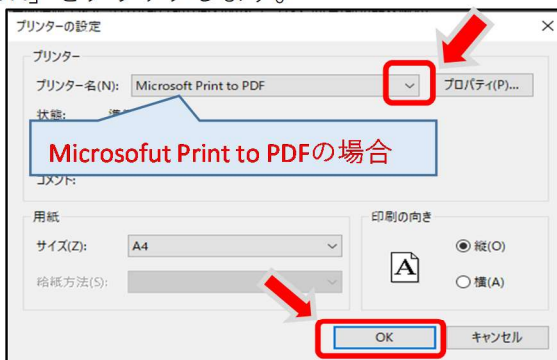 プリンターの設定
プリンター
プリンター名(N): Microsoft Print to PDF プロパティ(P)...
状態:
Microsofut Print to PDFの場合
コメント:
用紙 印刷の向き
サイズ(Z): A4 縦(O)
給紙方法(S): A 横(A)
OK キャンセル